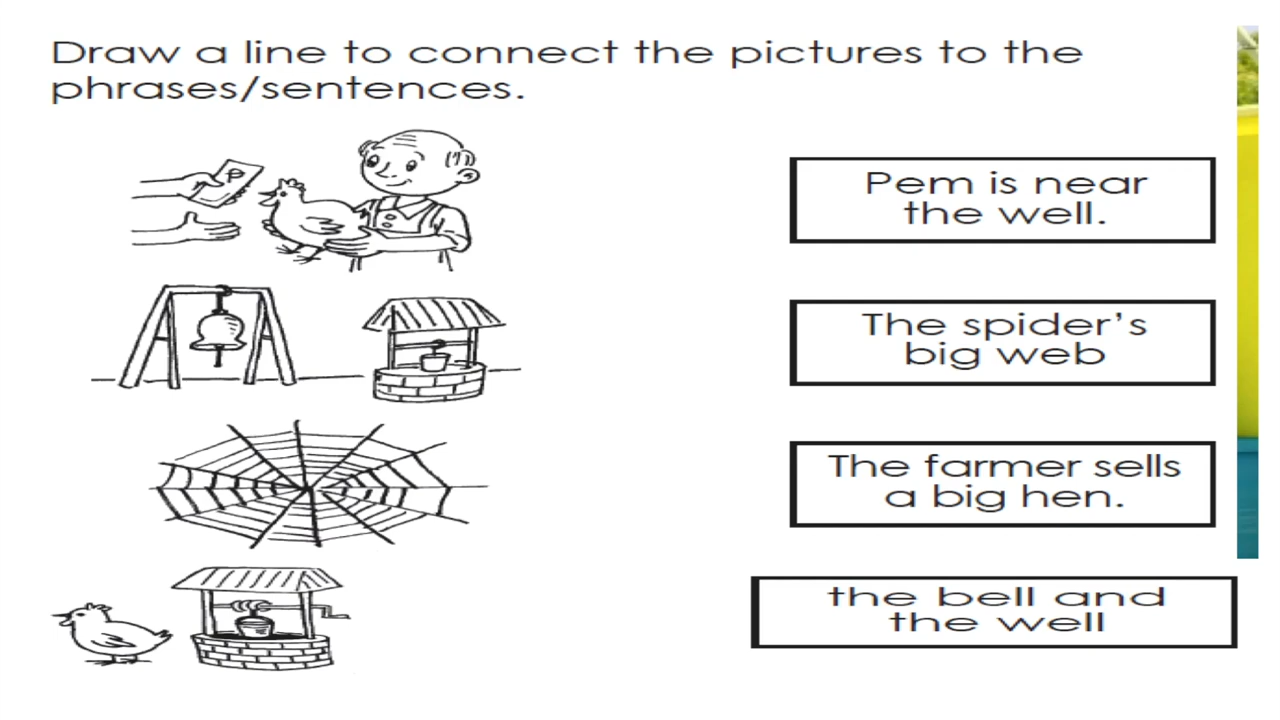 Draw a line to connect the pictures to the
phrases/sentences.
₱
Pem is near
the well.
The spider’s
big web
The farmer sells
a big hen.
the bell and
the well